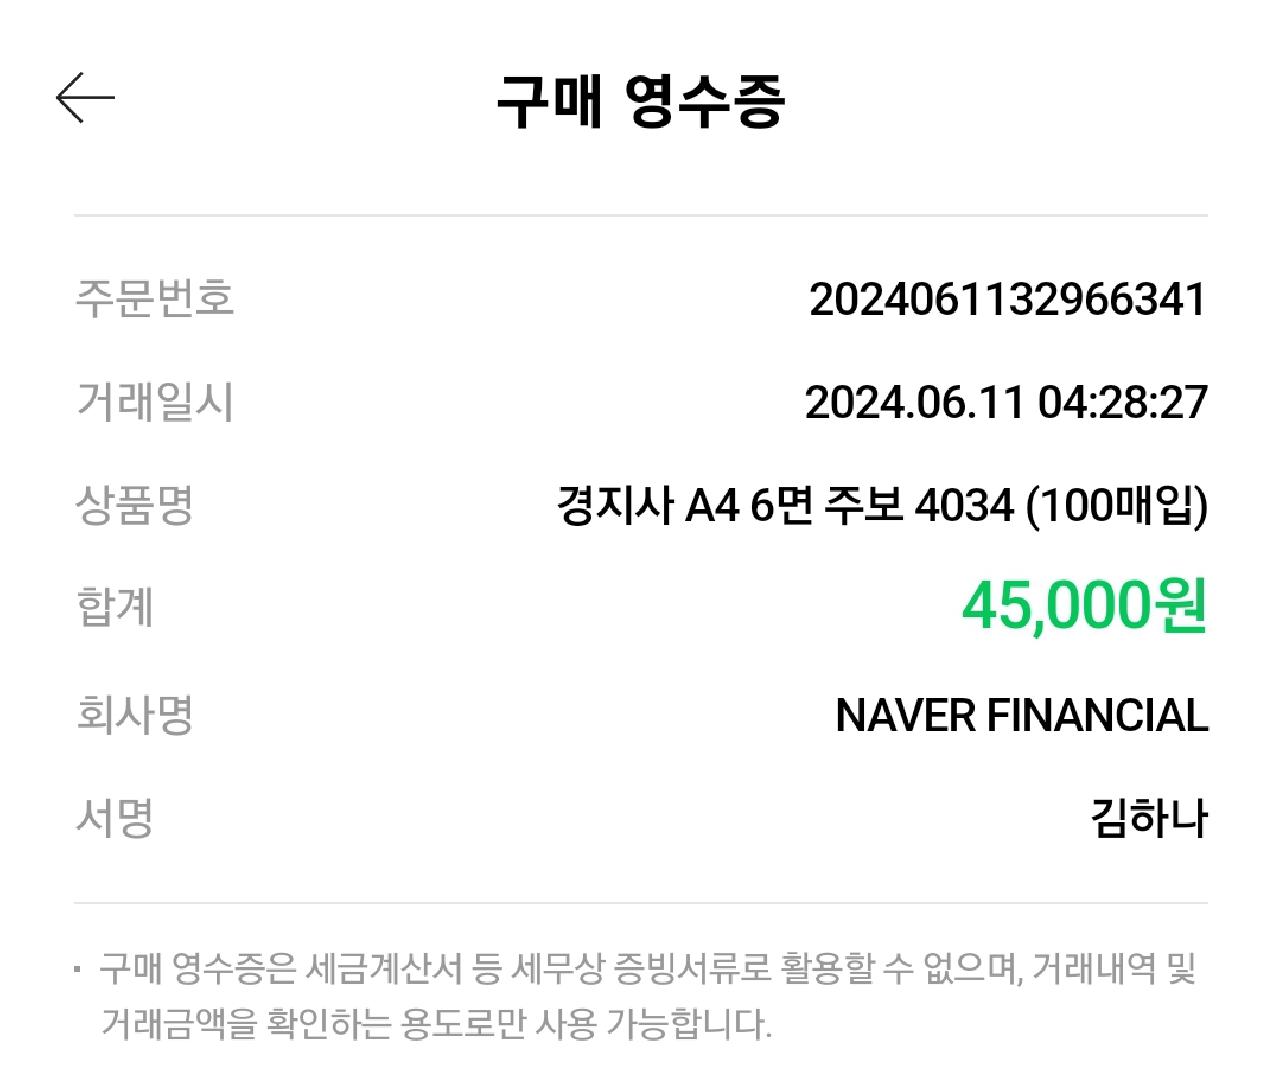 구매 영수증
주문번호 2024061132966341
거래일시 2024.06.11 04:28:27
상품명 경지사 A4 6면 주보 4034 (100매입)
합계 45,000원
회사명 NAVER FINANCIAL
서명 김하나
· 구매 영수증은 세금계산서 등 세무상 증빙서류로 활용할 수 없으며, 거래내역 및
거래금액을 확인하는 용도로만 사용 가능합니다.